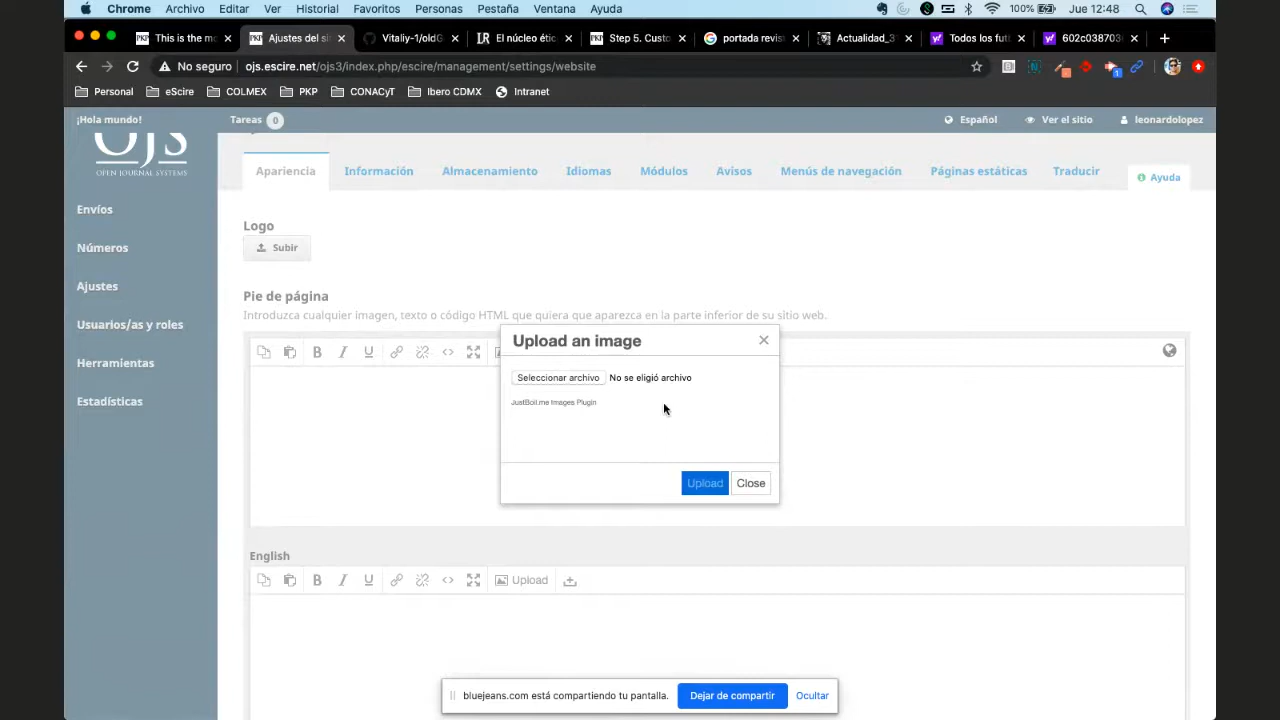 Chrome Archivo Editar Ver Historial Favoritos Personas Pestaña Ventana Ayuda 100% Jue 12:48
This is the mo Ajustes del si Vitaliy-1/oldG El núcleo étic Step 5. Custo portada revist Actualidad_3 Todos los futu 602c038703
No seguro ojs.escire.net/ojs3/index.php/escire/management/settings/website
Personal eScire COLMEX PKP CONACyT Ibero CDMX Intranet
¡Hola mundo! Tareas 0 Español Ver el sitio leonardolopez
OJS
OPEN JOURNAL SYSTEMS
Apariencia Información Almacenamiento Idiomas Módulos Avisos Menús de navegación Páginas estáticas Traducir Ayuda
Envíos
Números
Ajustes
Usuarios/as y roles
Herramientas
Estadísticas
Logo
Subir
Pie de página
Introduzca cualquier imagen, texto o código HTML que quiera que aparezca en la parte inferior de su sitio web.
B I U
Upload an image
Seleccionar archivo No se eligió archivo
JustBoil.me Images Plugin
Upload Close
English
B I U Upload
bluejeans.com está compartiendo tu pantalla. Dejar de compartir Ocultar